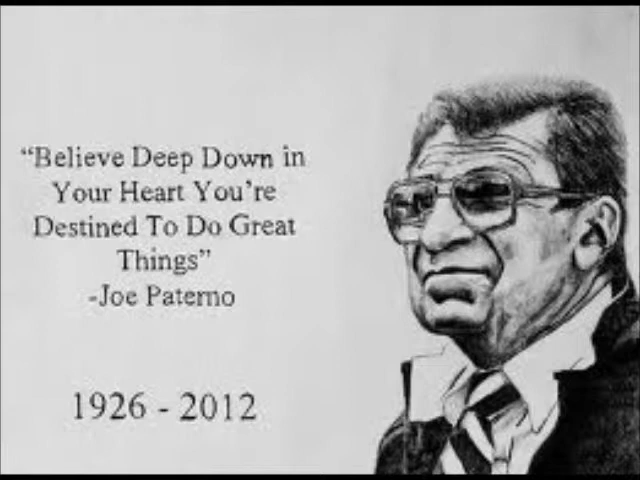 “Believe Deep Down in
Your Heart You’re
Destined To Do Great
Things”
-Joe Paterno
1926 - 2012